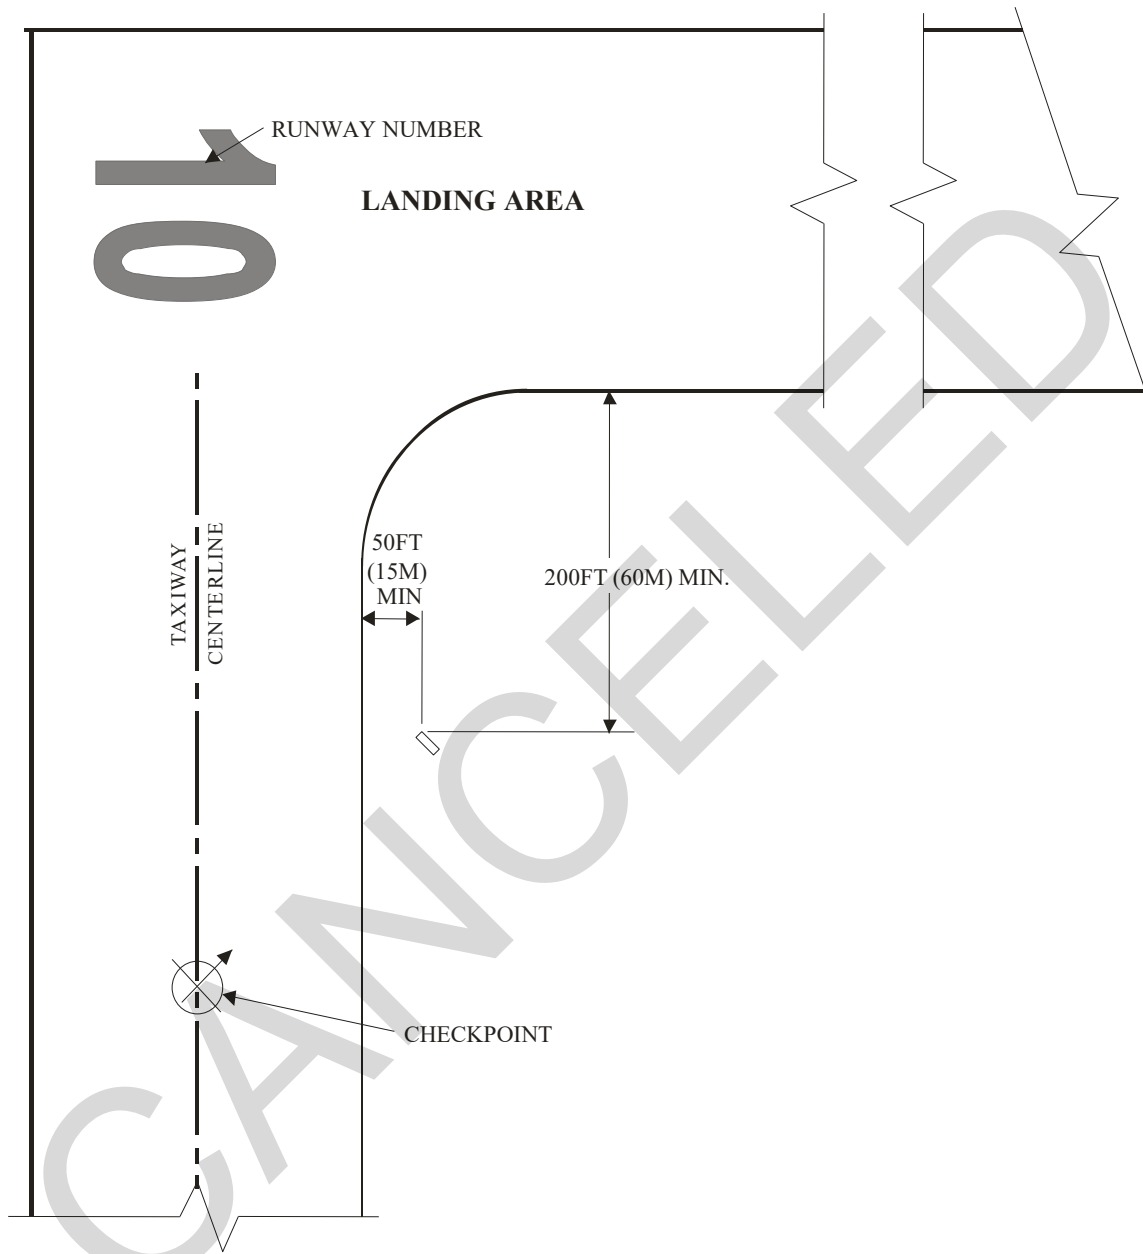 10
RUNWAY NUMBER
LANDING AREA
50FT
(15M)
MIN
200FT (60M) MIN.
TAXIWAY
CENTERLINE
CHECKPOINT
CANCELED